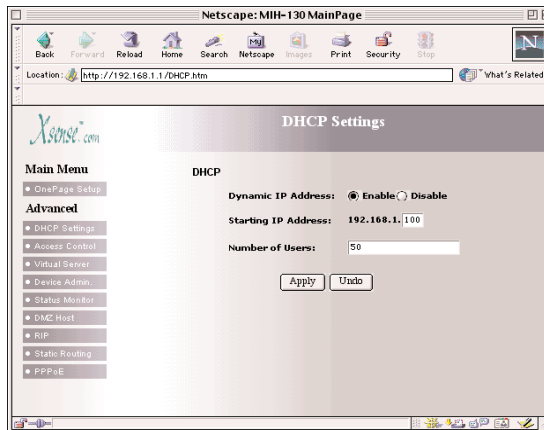 Netscape: MIH-130 MainPage
Back Forward Reload Home Search Netscape Images Print Security Stop
My
N
Location: http://192.168.1.1/DHCP.htm What's Related
Xsense™.com
DHCP Settings
Main Menu
OnePage Setup
Advanced
DHCP Settings
Access Control
Virtual Server
Device Admin.
Status Monitor
DMZ Host
RIP
Static Routing
PPPoE
DHCP
Dynamic IP Address: Enable Disable
Starting IP Address: 192.168.1. 100
Number of Users: 50
Apply Undo